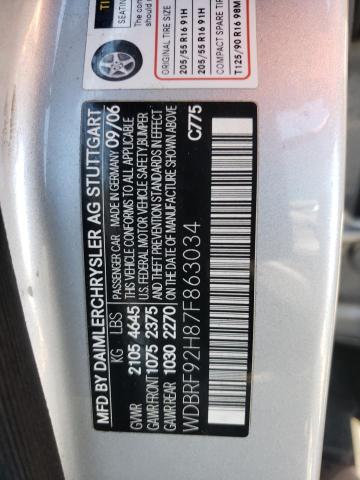 SEATING
ORIGINAL TIRE SIZE
205/55 R16 91H
205/55 R16 91H
COMPACT SPARE TIRE
T125/90 R16 98M
MFD BY DAIMLERCHRYSLER AG STUTTGART
PASSENGER CAR MADE IN GERMANY 09/06
KG LBS THIS VEHICLE CONFORMS TO ALL APPLICABLE
GVWR 2105 4645 U.S. FEDERAL MOTOR VEHICLE SAFETY, BUMPER
GAWR FRONT 1075 2375 AND THEFT PREVENTION STANDARDS IN EFFECT
GAWR REAR 1030 2270 ON THE DATE OF MANUFACTURE SHOWN ABOVE
WDBRF92H87F863034 C775